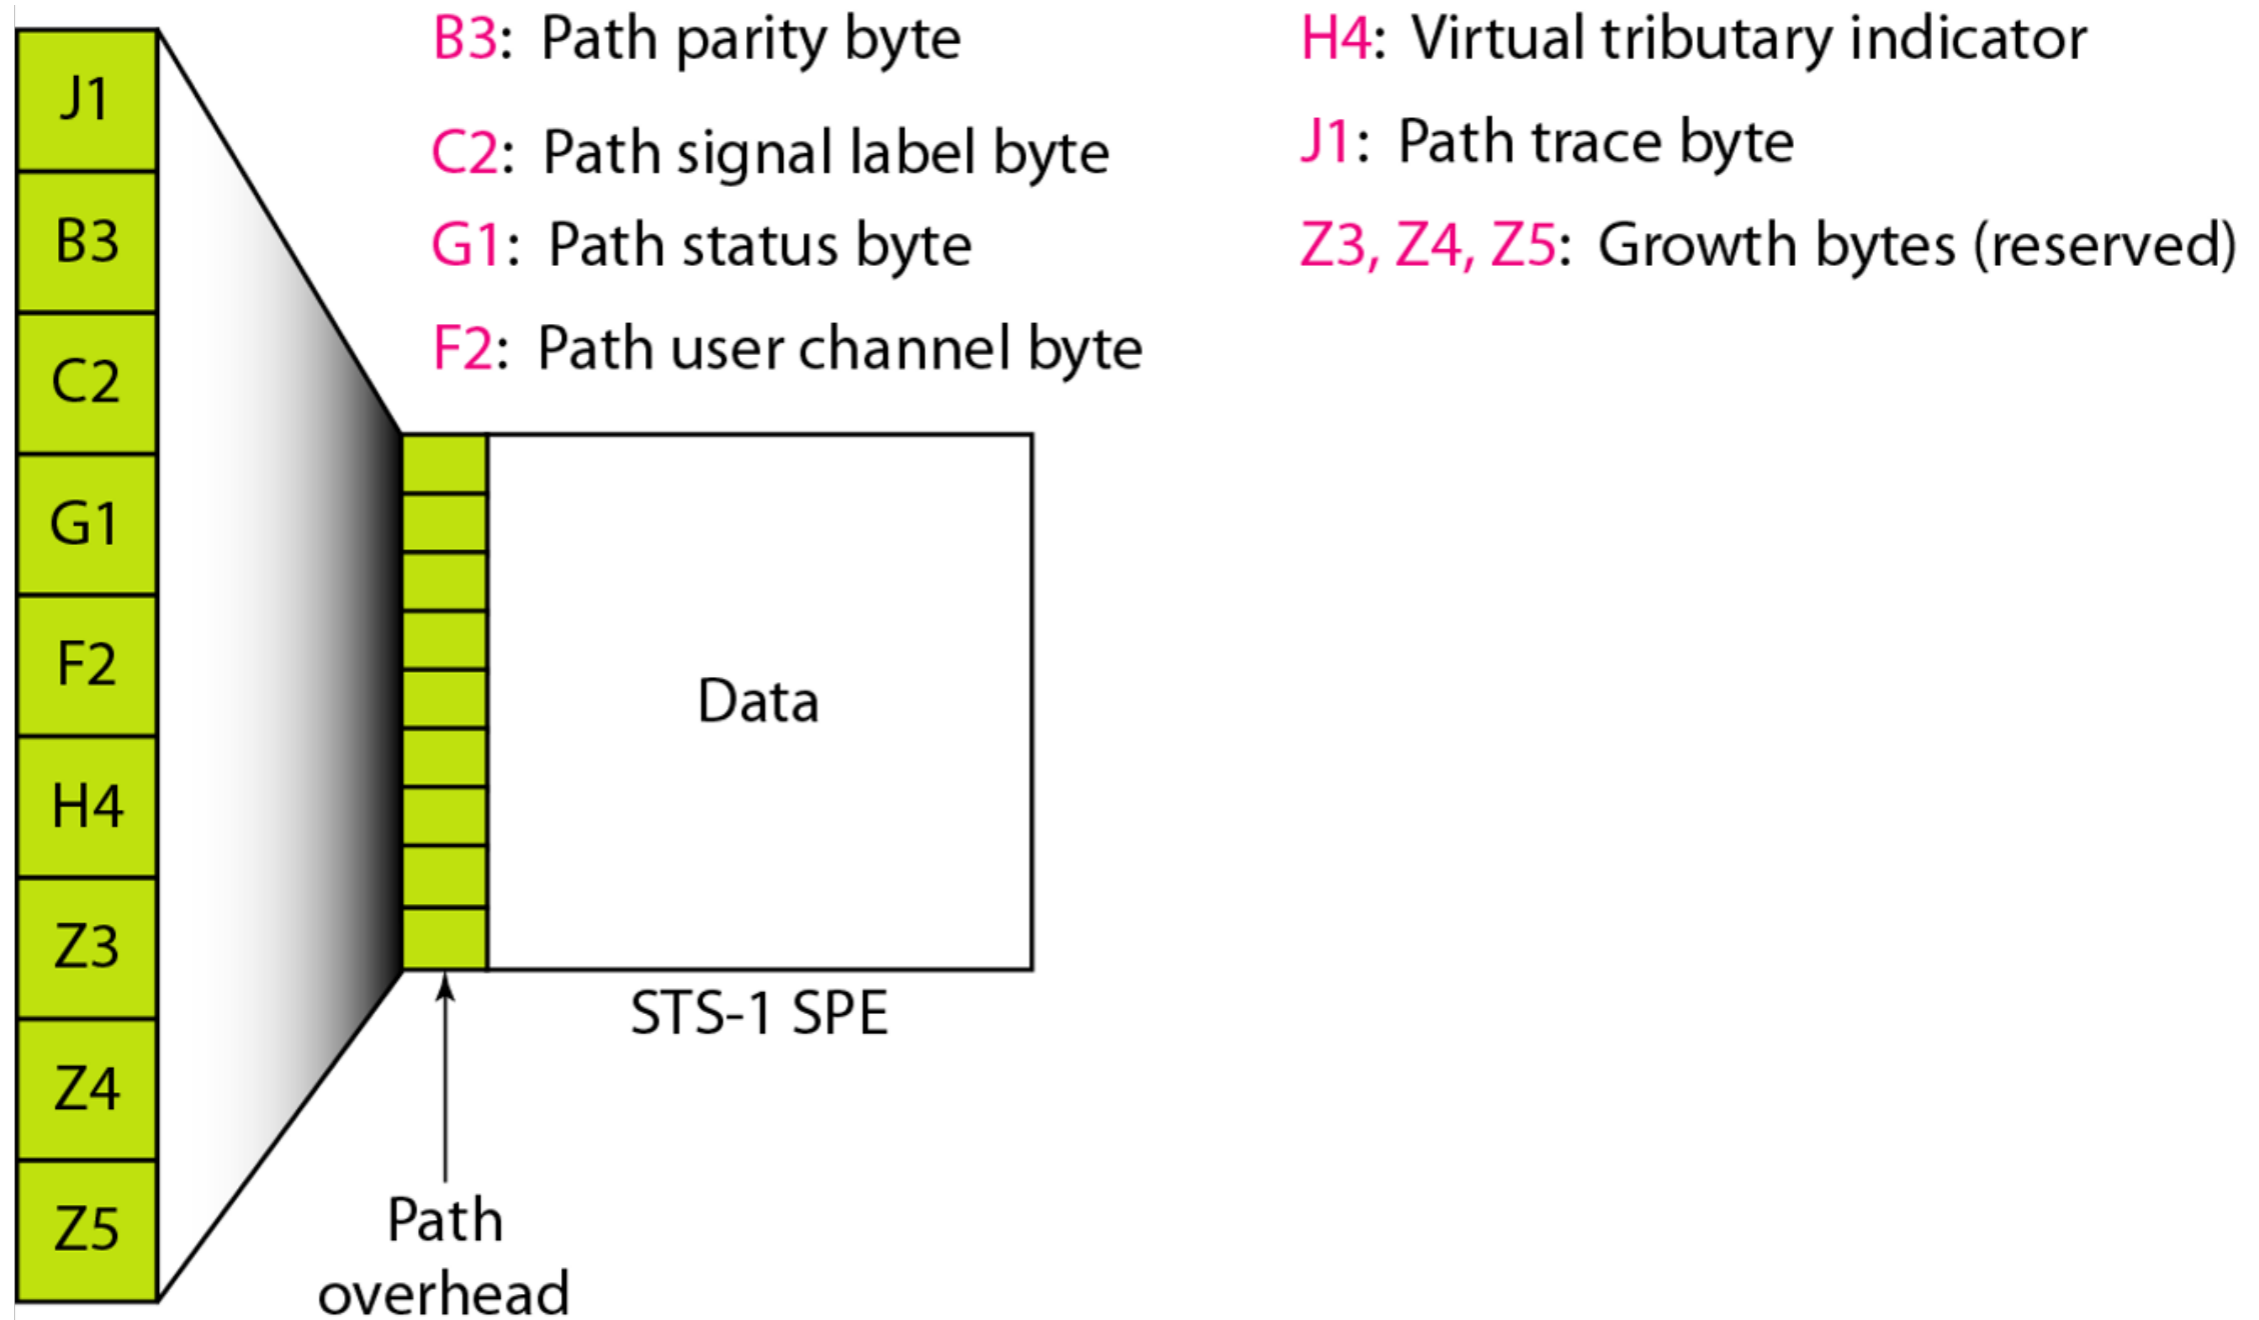 J1
B3
C2
G1
F2
H4
Z3
Z4
Z5
B3: Path parity byte
C2: Path signal label byte
G1: Path status byte
F2: Path user channel byte
H4: Virtual tributary indicator
J1: Path trace byte
Z3, Z4, Z5: Growth bytes (reserved)
Data
STS-1 SPE
Path
overhead